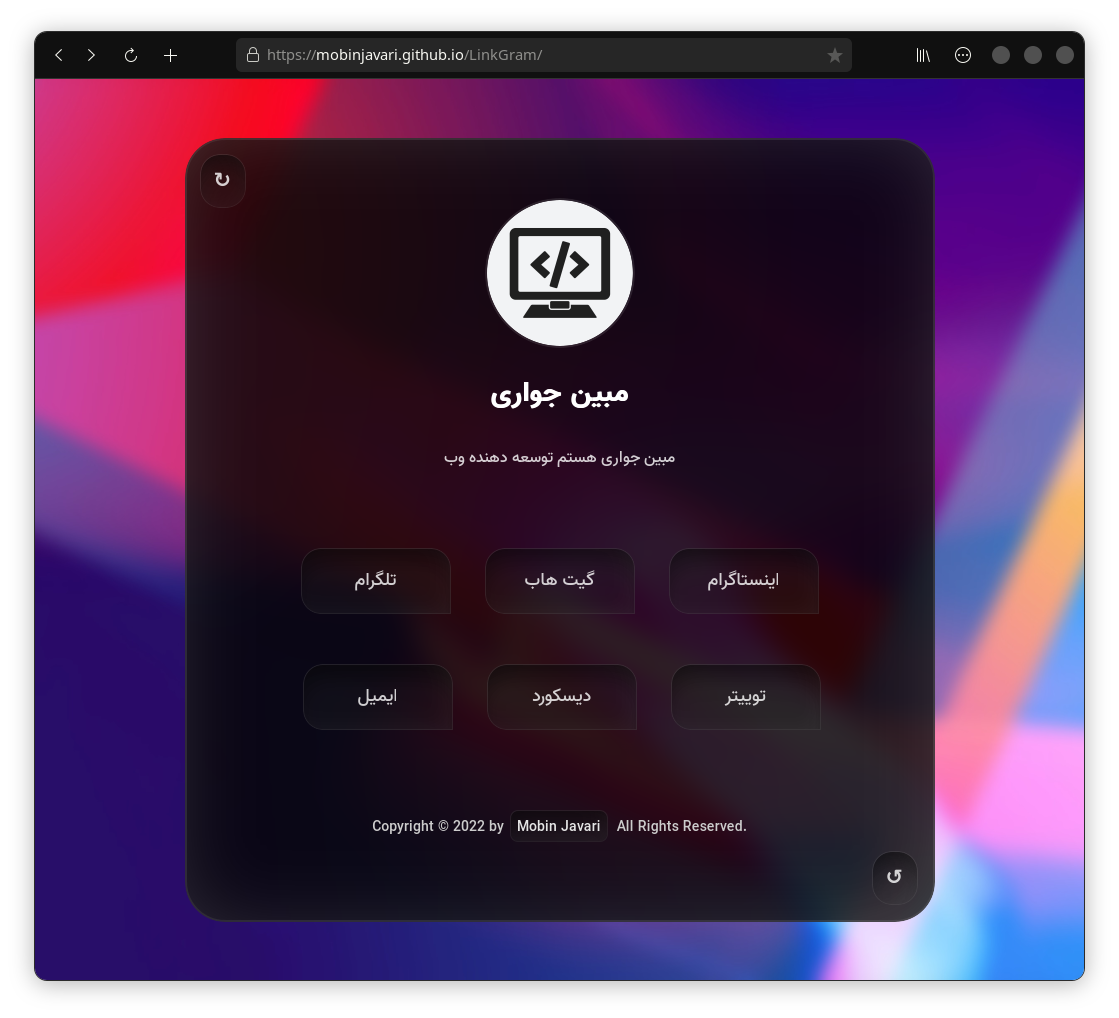 https://mobinjavari.github.io/LinkGram/
↻
</>
مبین جواری
مبین جواری هستم توسعه دهنده وب
اینستاگرام گیت هاب تلگرام
توییتر دیسکورد ایمیل
Copyright © 2022 by Mobin Javari All Rights Reserved.
↺